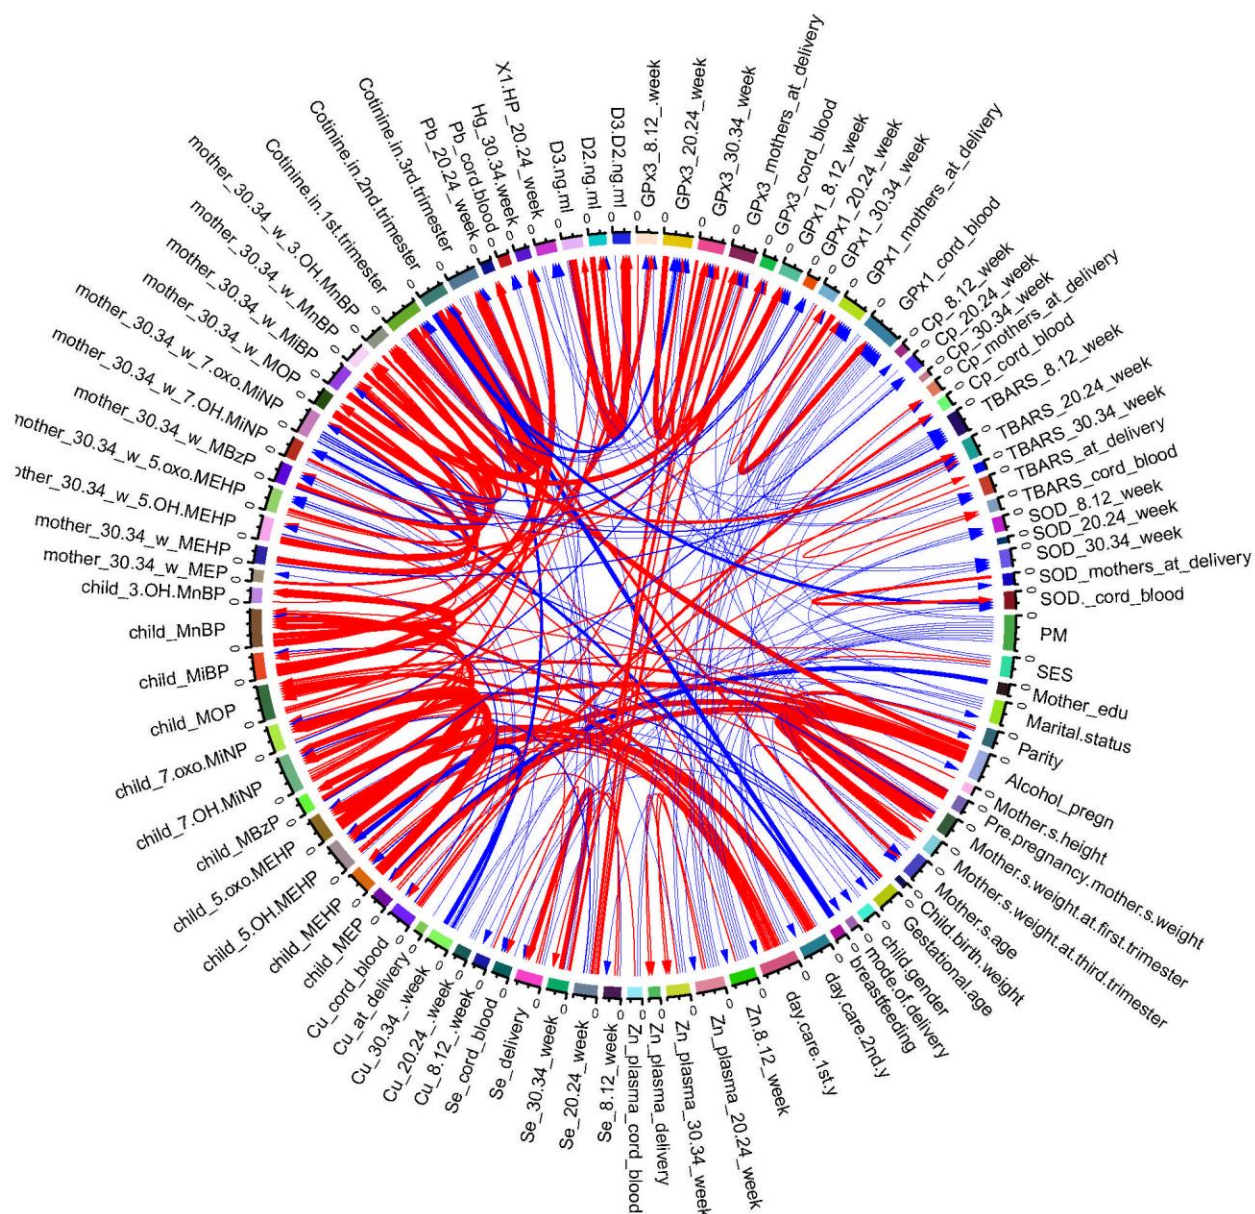 GPx3_8.12_.week
GPx3_20.24_week
GPx3_30.34_week
GPx3_mothers_at_delivery
GPx3_cord_blood
GPx1_8.12_week
GPx1_20.24_week
GPx1_30.34_week
GPx1_mothers_at_delivery
GPx1_cord_blood
Cp_8.12_week
Cp_20.24_week
Cp_30.34_week
Cp_mothers_at_delivery
Cp_cord_blood
TBARS_8.12_week
TBARS_20.24_week
TBARS_30.34_week
TBARS_at_delivery
TBARS_cord_blood
SOD_8.12_week
SOD_20.24_week
SOD_30.34_week
SOD_mothers_at_delivery
SOD._cord_blood
PM
SES
Mother_edu
Marital.status
Parity
Alcohol_pregn
Mother.s.height
Pre.pregnancy.mother.s.weight
Mother.s.weight.at.first.trimester
Mother.s.weight.at.third.trimester
Mother.s.age
Child.birth.weight
Gestational.age
child.gender
mode.of.delivery
breastfeeding
day.care.2nd.y
day.care.1st.y
Zn.8.12_week
Zn_plasma_20.24_week
Zn_plasma_30.34_week
Zn_plasma_delivery
Zn_plasma_cord_blood
Se_8.12_week
Se_20.24_week
Se_30.34_week
Se_delivery
Se_cord_blood
Cu_8.12_.week
Cu_20.24_.week
Cu_30.34_week
Cu_at_delivery
Cu_cord_blood
child_MEP
child_MEHP
child_5.OH.MEHP
child_5.oxo.MEHP
child_MBzP
child_7.OH.MiNP
child_7.oxo.MiNP
child_MOP
child_MiBP
child_MnBP
child_3.OH.MnBP
mother_30.34_w_MEP
mother_30.34_w_MEHP
other_30.34_w_5.OH.MEHP
mother_30.34_w_5.oxo.MEHP
mother_30.34_w_MBzP
mother_30.34_w_7.OH.MiNP
mother_30.34_w_7.oxo.MiNP
mother_30.34_w_MOP
mother_30.34_w_MiBP
mother_30.34_w_MnBP
mother_30.34_w_3.OH.MnBP
Cotinine.in.1st.trimester
Cotinine.in.2nd.trimester
Cotinine.in.3rd.trimester
Pb_20.24_week
Pb_cord.blood
Hg_30.34.week
X1.HP_20.24_week
D3.ng.ml
D2.ng.ml
D3.D2.ng.ml